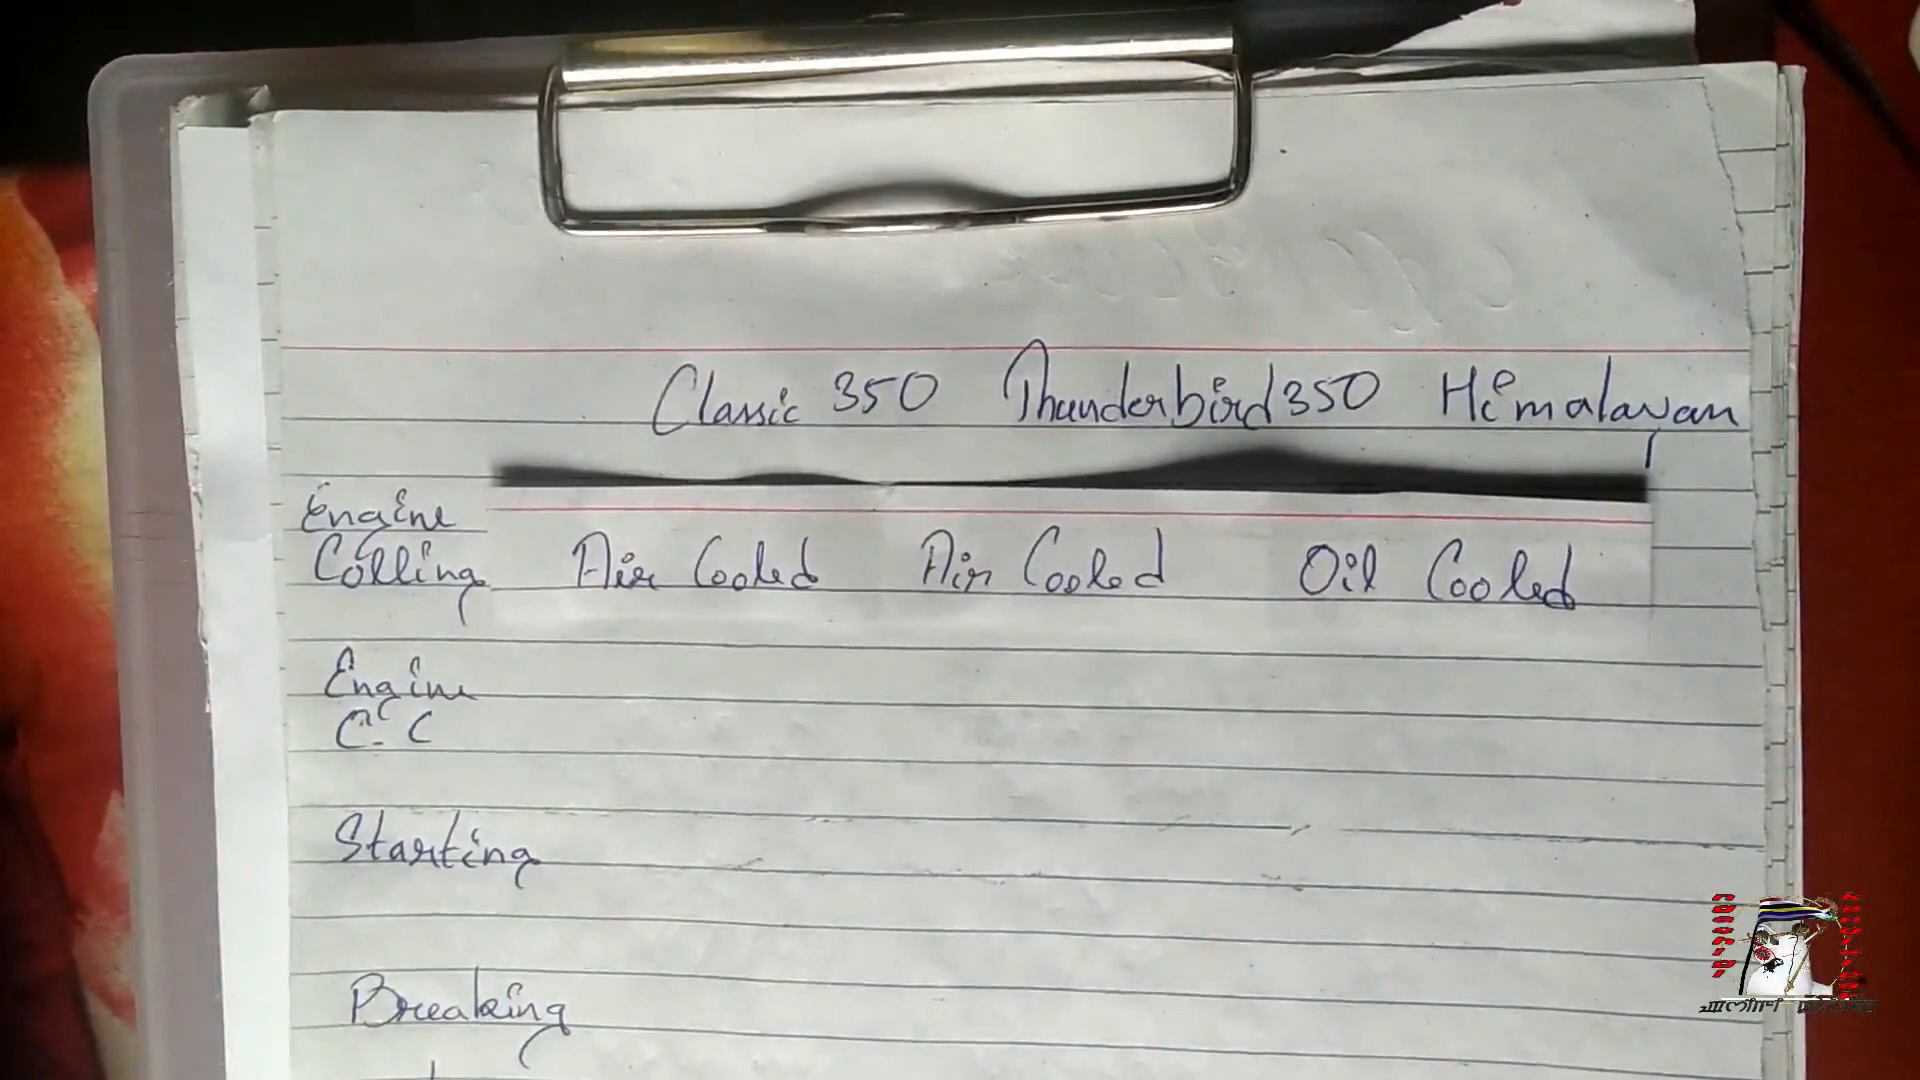 Classic 350 Thunderbird 350 Himalayan
Engine
Colling Air Cooled Air Cooled Oil Cooled
Engine
C.C
Starting
Breaking